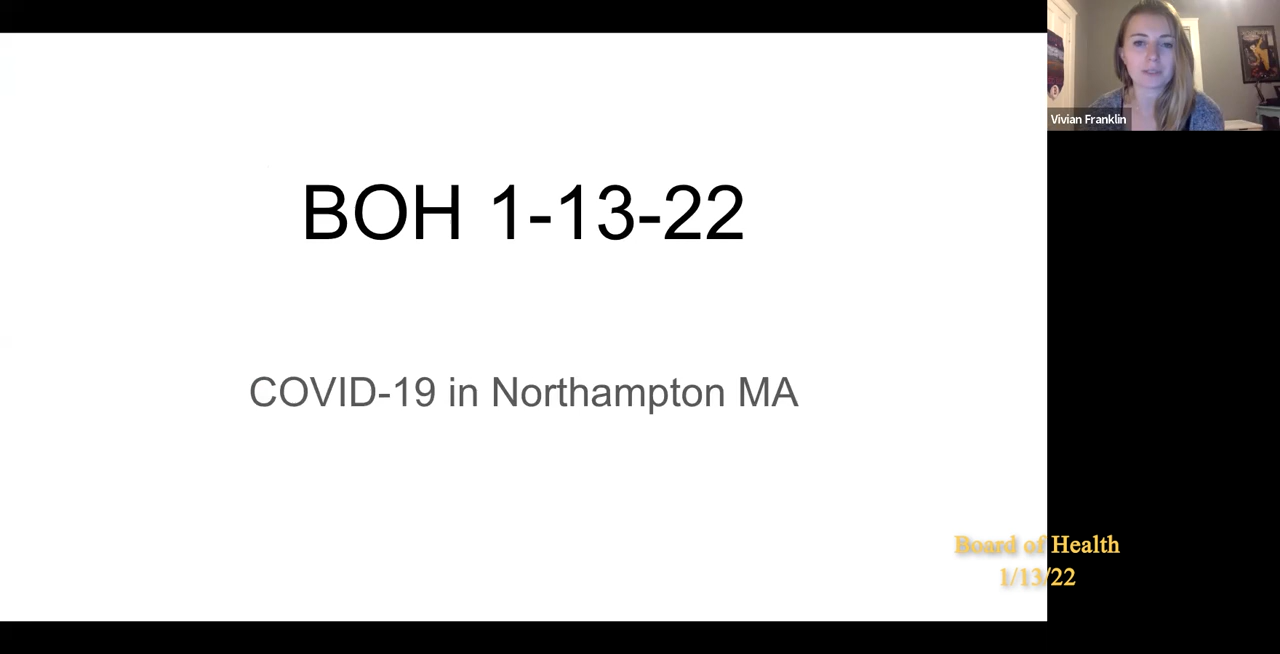 BOH 1-13-22
COVID-19 in Northampton MA
Vivian Franklin
Board of Health
1/13/22